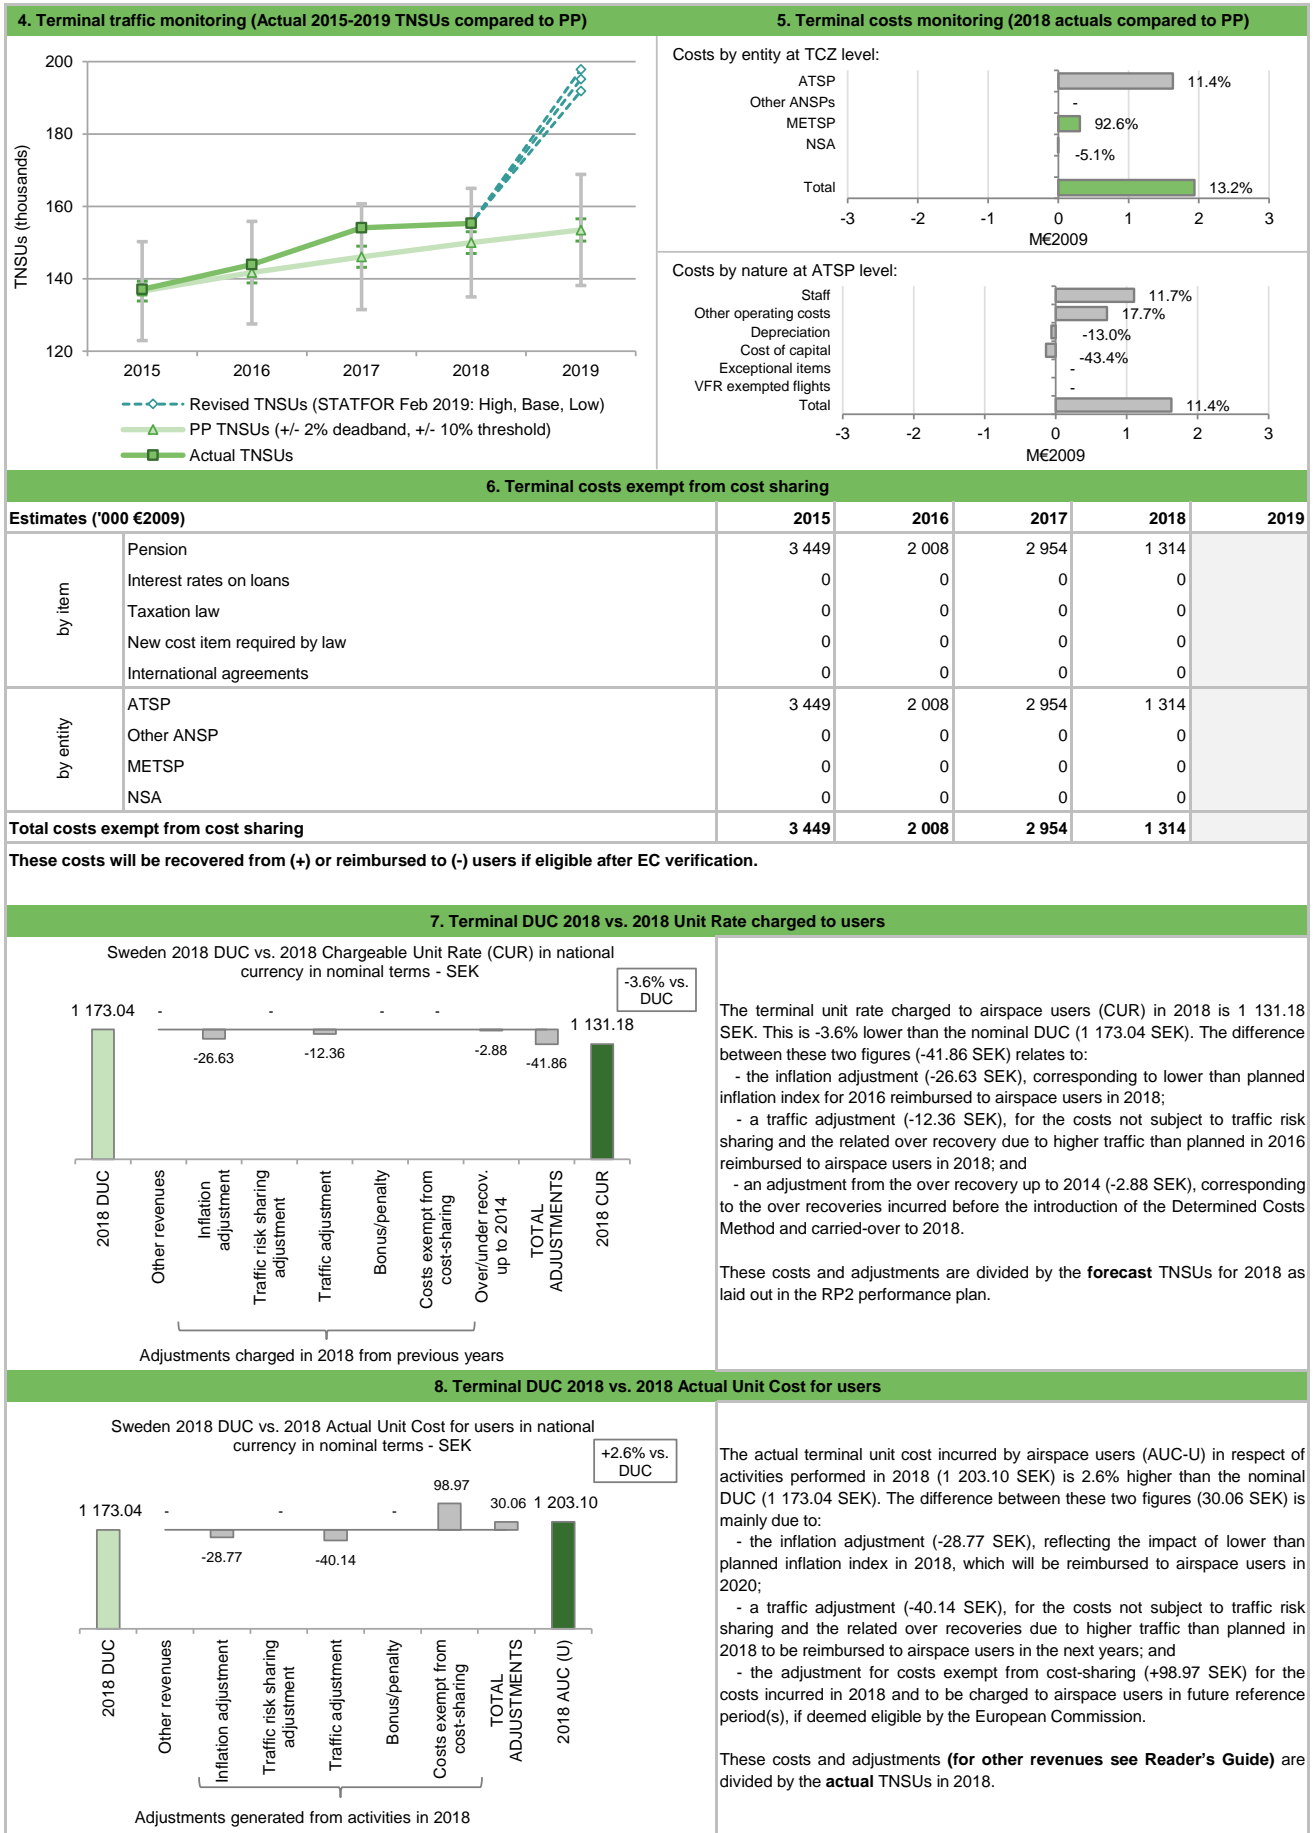 4. Terminal traffic monitoring (Actual 2015-2019 TNSUs compared to PP)
200
180
160
140
120
TNSUs (thousands)
2015 2016 2017 2018 2019
Revised TNSUs (STATFOR Feb 2019: High, Base, Low)
PP TNSUs (+/- 2% deadband, +/- 10% threshold)
Actual TNSUs
5. Terminal costs monitoring (2018 actuals compared to PP)
Costs by entity at TCZ level:
ATSP 11.4%
Other ANSPs -
METSP 92.6%
NSA -5.1%
Total 13.2%
-3 -2 -1 0 1 2 3
M€2009
Costs by nature at ATSP level:
Staff 11.7%
Other operating costs 17.7%
Depreciation -13.0%
Cost of capital -43.4%
Exceptional items -
VFR exempted flights -
Total 11.4%
-3 -2 -1 0 1 2 3
M€2009
6. Terminal costs exempt from cost sharing
Estimates ('000 €2009) 2015 2016 2017 2018 2019
by item
Pension 3 449 2 008 2 954 1 314
Interest rates on loans 0 0 0 0
Taxation law 0 0 0 0
New cost item required by law 0 0 0 0
International agreements 0 0 0 0
by entity
ATSP 3 449 2 008 2 954 1 314
Other ANSP 0 0 0 0
METSP 0 0 0 0
NSA 0 0 0 0
Total costs exempt from cost sharing 3 449 2 008 2 954 1 314
These costs will be recovered from (+) or reimbursed to (-) users if eligible after EC verification.
7. Terminal DUC 2018 vs. 2018 Unit Rate charged to users
Sweden 2018 DUC vs. 2018 Chargeable Unit Rate (CUR) in national
currency in nominal terms - SEK
-3.6% vs.
DUC
1 173.04 - - - - 1 131.18
-26.63 -12.36 -2.88 -41.86
2018 DUC
Other revenues
Inflation
adjustment
Traffic risk sharing
adjustment
Traffic adjustment
Bonus/penalty
Costs exempt from
cost-sharing
Over/under recov.
up to 2014
TOTAL
ADJUSTMENTS
2018 CUR
Adjustments charged in 2018 from previous years
The terminal unit rate charged to airspace users (CUR) in 2018 is 1 131.18
SEK. This is -3.6% lower than the nominal DUC (1 173.04 SEK). The difference
between these two figures (-41.86 SEK) relates to:
- the inflation adjustment (-26.63 SEK), corresponding to lower than planned
inflation index for 2016 reimbursed to airspace users in 2018;
- a traffic adjustment (-12.36 SEK), for the costs not subject to traffic risk
sharing and the related over recovery due to higher traffic than planned in 2016
reimbursed to airspace users in 2018; and
- an adjustment from the over recovery up to 2014 (-2.88 SEK), corresponding
to the over recoveries incurred before the introduction of the Determined Costs
Method and carried-over to 2018.
These costs and adjustments are divided by the forecast TNSUs for 2018 as
laid out in the RP2 performance plan.
8. Terminal DUC 2018 vs. 2018 Actual Unit Cost for users
Sweden 2018 DUC vs. 2018 Actual Unit Cost for users in national
currency in nominal terms - SEK
+2.6% vs.
DUC
1 173.04 - - - 98.97 30.06 1 203.10
-28.77 -40.14
2018 DUC
Other revenues
Inflation adjustment
Traffic risk sharing
adjustment
Traffic adjustment
Bonus/penalty
Costs exempt from
cost-sharing
TOTAL
ADJUSTMENTS
2018 AUC (U)
Adjustments generated from activities in 2018
The actual terminal unit cost incurred by airspace users (AUC-U) in respect of
activities performed in 2018 (1 203.10 SEK) is 2.6% higher than the nominal
DUC (1 173.04 SEK). The difference between these two figures (30.06 SEK) is
mainly due to:
- the inflation adjustment (-28.77 SEK), reflecting the impact of lower than
planned inflation index in 2018, which will be reimbursed to airspace users in
2020;
- a traffic adjustment (-40.14 SEK), for the costs not subject to traffic risk
sharing and the related over recoveries due to higher traffic than planned in
2018 to be reimbursed to airspace users in the next years; and
- the adjustment for costs exempt from cost-sharing (+98.97 SEK) for the
costs incurred in 2018 and to be charged to airspace users in future reference
period(s), if deemed eligible by the European Commission.
These costs and adjustments (for other revenues see Reader's Guide) are
divided by the actual TNSUs in 2018.